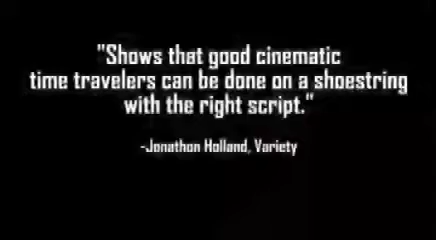 "Shows that good cinematic
time travelers can be done on a shoestring
with the right script."
-Jonathon Holland, Variety